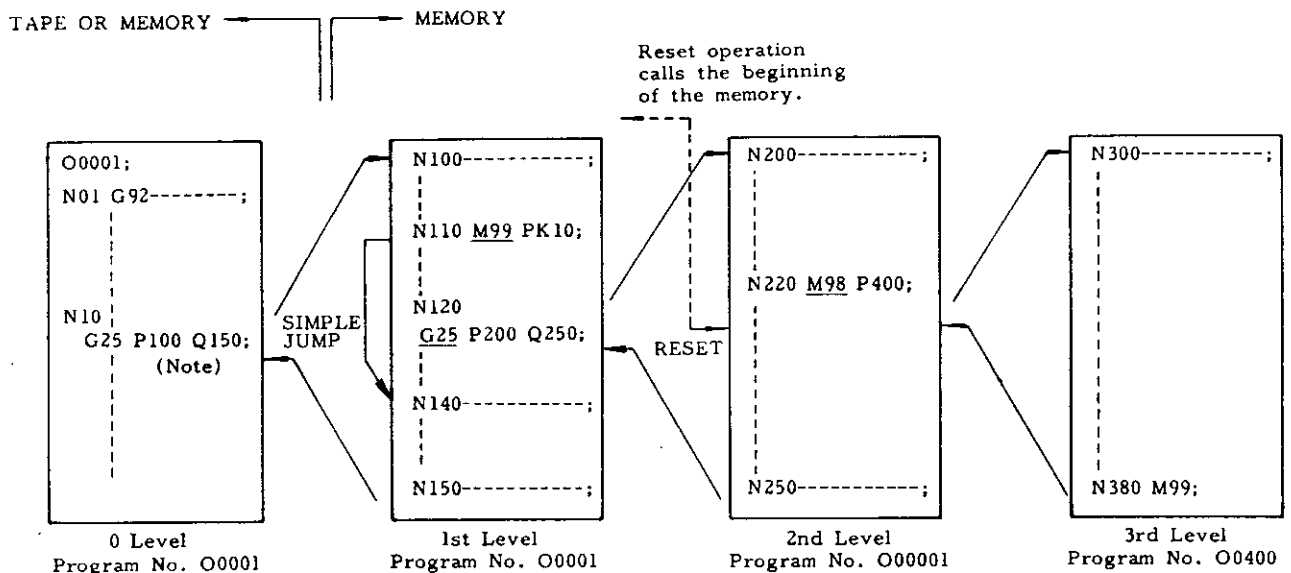 TAPE OR MEMORY
MEMORY
Reset operation
calls the beginning
of the memory.
O0001;
N01 G92--------;
N10
G25 P100 Q150;
(Note)
SIMPLE
JUMP
N100-----------;
N110 M99 PK10;
N120
G25 P200 Q250;
N140-----------;
N150-----------;
1st Level
Program No. O0001
0 Level
Program No. O0001
RESET
N200-----------;
N220 M98 P400;
N250-----------;
2nd Level
Program No. O00001
N300-----------;
N380 M99;
3rd Level
Program No. O0400